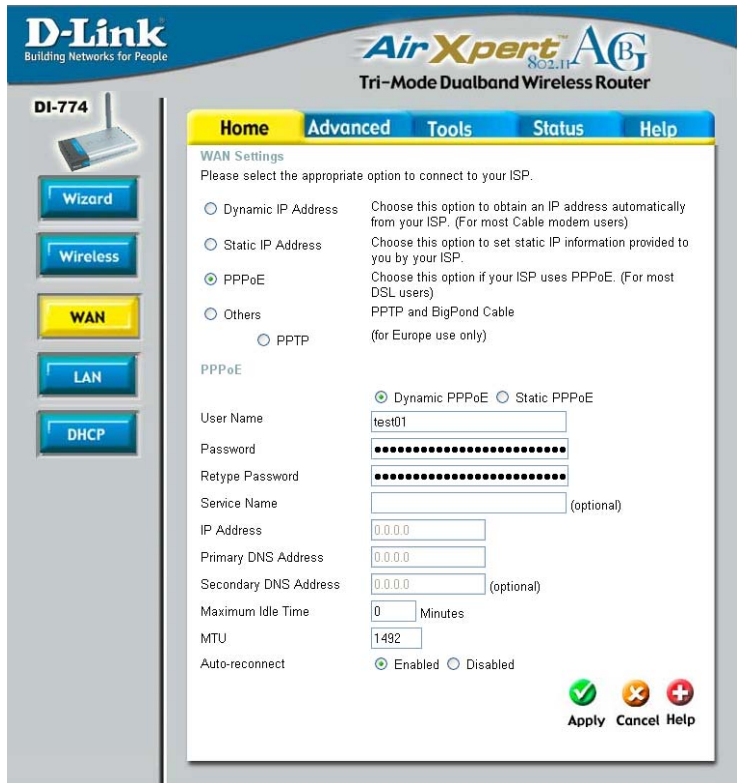 D-Link
Building Networks for People
Air Xpert™ ABG
802.11
Tri-Mode Dualband Wireless Router
DI-774
Home Advanced Tools Status Help
Wizard
Wireless
WAN
LAN
DHCP
WAN Settings
Please select the appropriate option to connect to your ISP.
Dynamic IP Address Choose this option to obtain an IP address automatically
from your ISP. (For most Cable modem users)
Static IP Address Choose this option to set static IP information provided to
you by your ISP.
PPPoE Choose this option if your ISP uses PPPoE. (For most
DSL users)
Others PPTP and BigPond Cable
PPTP (for Europe use only)
PPPoE
Dynamic PPPoE Static PPPoE
User Name test01
Password ●●●●●●●●●●●●●●●●●●●●●●●●●●
Retype Password ●●●●●●●●●●●●●●●●●●●●●●●●●●
Service Name (optional)
IP Address 0.0.0.0
Primary DNS Address 0.0.0.0
Secondary DNS Address 0.0.0.0 (optional)
Maximum Idle Time 0 Minutes
MTU 1492
Auto-reconnect Enabled Disabled
Apply Cancel Help